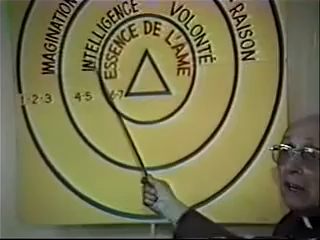 IMAGINATION
RAISON
INTELLIGENCE
VOLONTÉ
ESSENCE DE L'AME
1-2-3
4-5
6-7